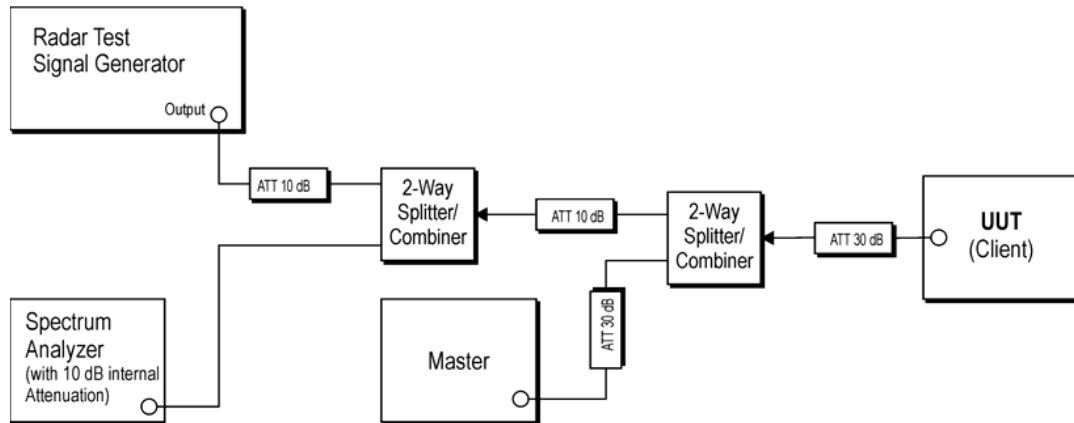 Radar Test
Signal Generator
Output
ATT 10 dB
2-Way
Splitter/
Combiner
ATT 10 dB
2-Way
Splitter/
Combiner
ATT 30 dB
UUT
(Client)
ATT 30 dB
Spectrum
Analyzer
(with 10 dB internal
Attenuation)
Master